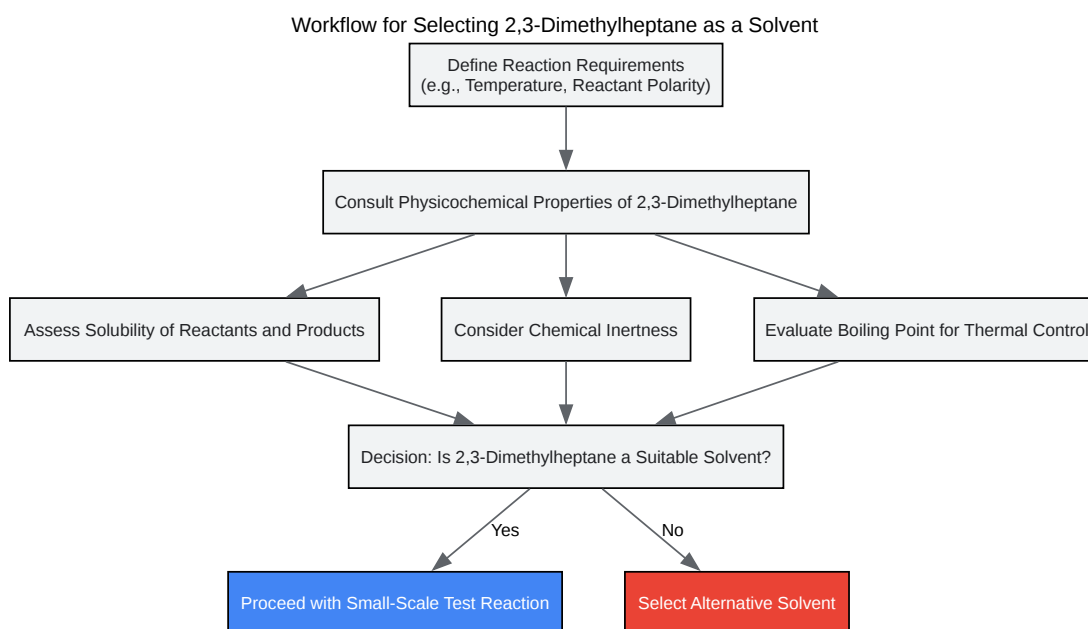 Workflow for Selecting 2,3-Dimethylheptane as a Solvent
Define Reaction Requirements
(e.g., Temperature, Reactant Polarity)
Consult Physicochemical Properties of 2,3-Dimethylheptane
Assess Solubility of Reactants and Products
Consider Chemical Inertness
Evaluate Boiling Point for Thermal Control
Decision: Is 2,3-Dimethylheptane a Suitable Solvent?
Yes
No
Proceed with Small-Scale Test Reaction
Select Alternative Solvent